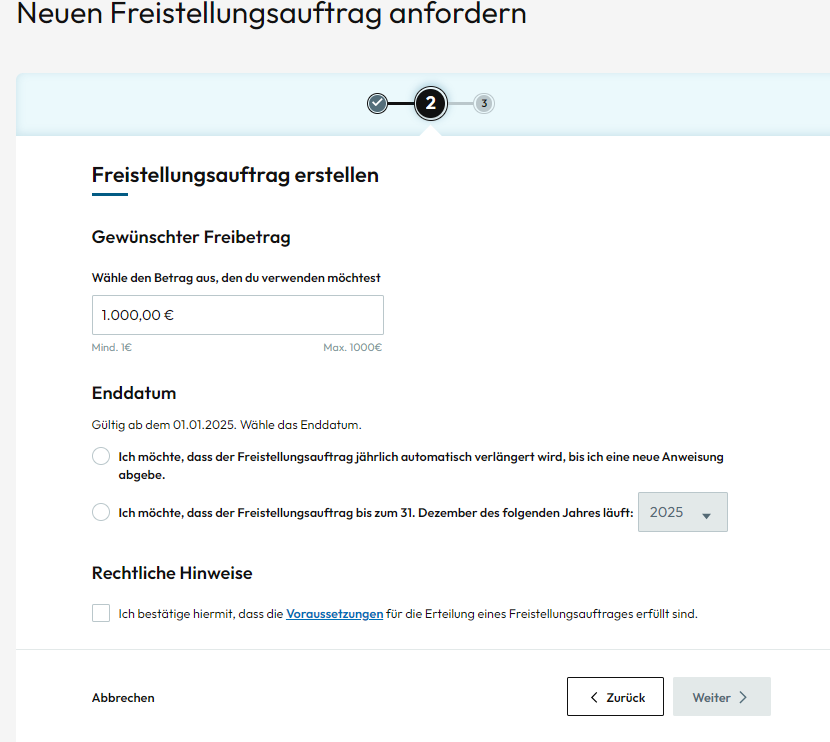 Neuen Freistellungsauftrag anfordern
2
3
Freistellungsauftrag erstellen
Gewünschter Freibetrag
Wähle den Betrag aus, den du verwenden möchtest
1.000,00 €
Mind. 1€ Max. 1000€
Enddatum
Gültig ab dem 01.01.2025. Wähle das Enddatum.
Ich möchte, dass der Freistellungsauftrag jährlich automatisch verlängert wird, bis ich eine neue Anweisung
abgebe.
Ich möchte, dass der Freistellungsauftrag bis zum 31. Dezember des folgenden Jahres läuft: 2025
Rechtliche Hinweise
Ich bestätige hiermit, dass die Voraussetzungen für die Erteilung eines Freistellungsauftrages erfüllt sind.
Abbrechen Zurück Weiter